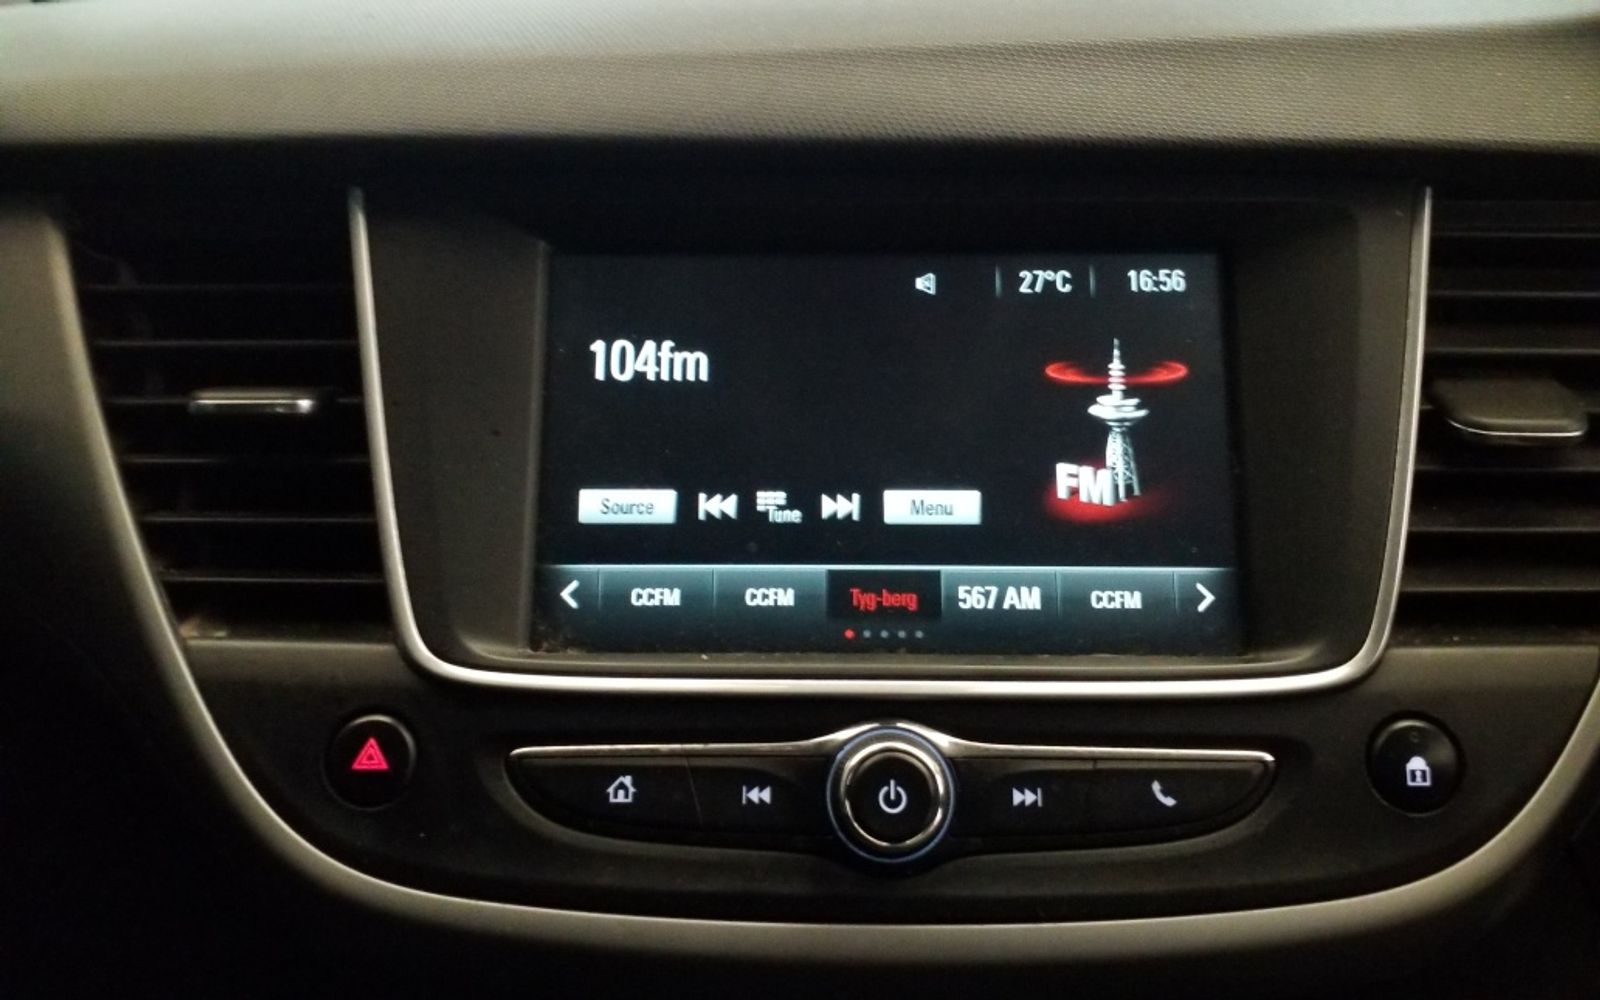 27°C 16:56
104fm
FM
Source Tune Menu
CCFM CCFM Tyg-berg 567 AM CCFM